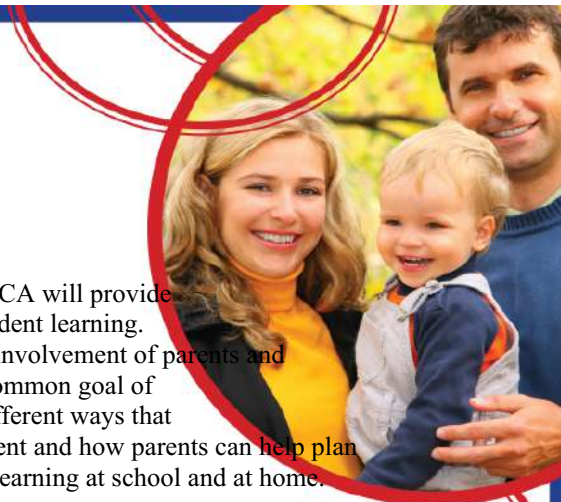 CA will provide
dent learning.
involvement of parents and
ommon goal of
fferent ways that
ent and how parents can help plan
earning at school and at home.